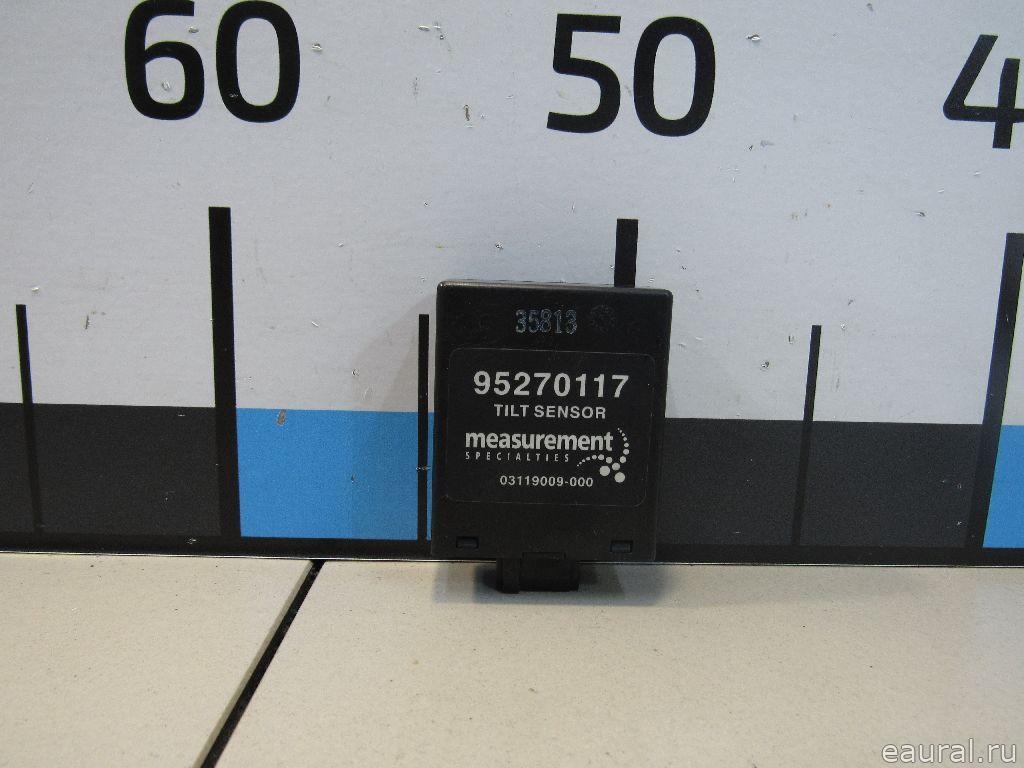 60 50 4
35813
95270117
TILT SENSOR
measurement
SPECIALTIES
03119009-000
eaural.ru